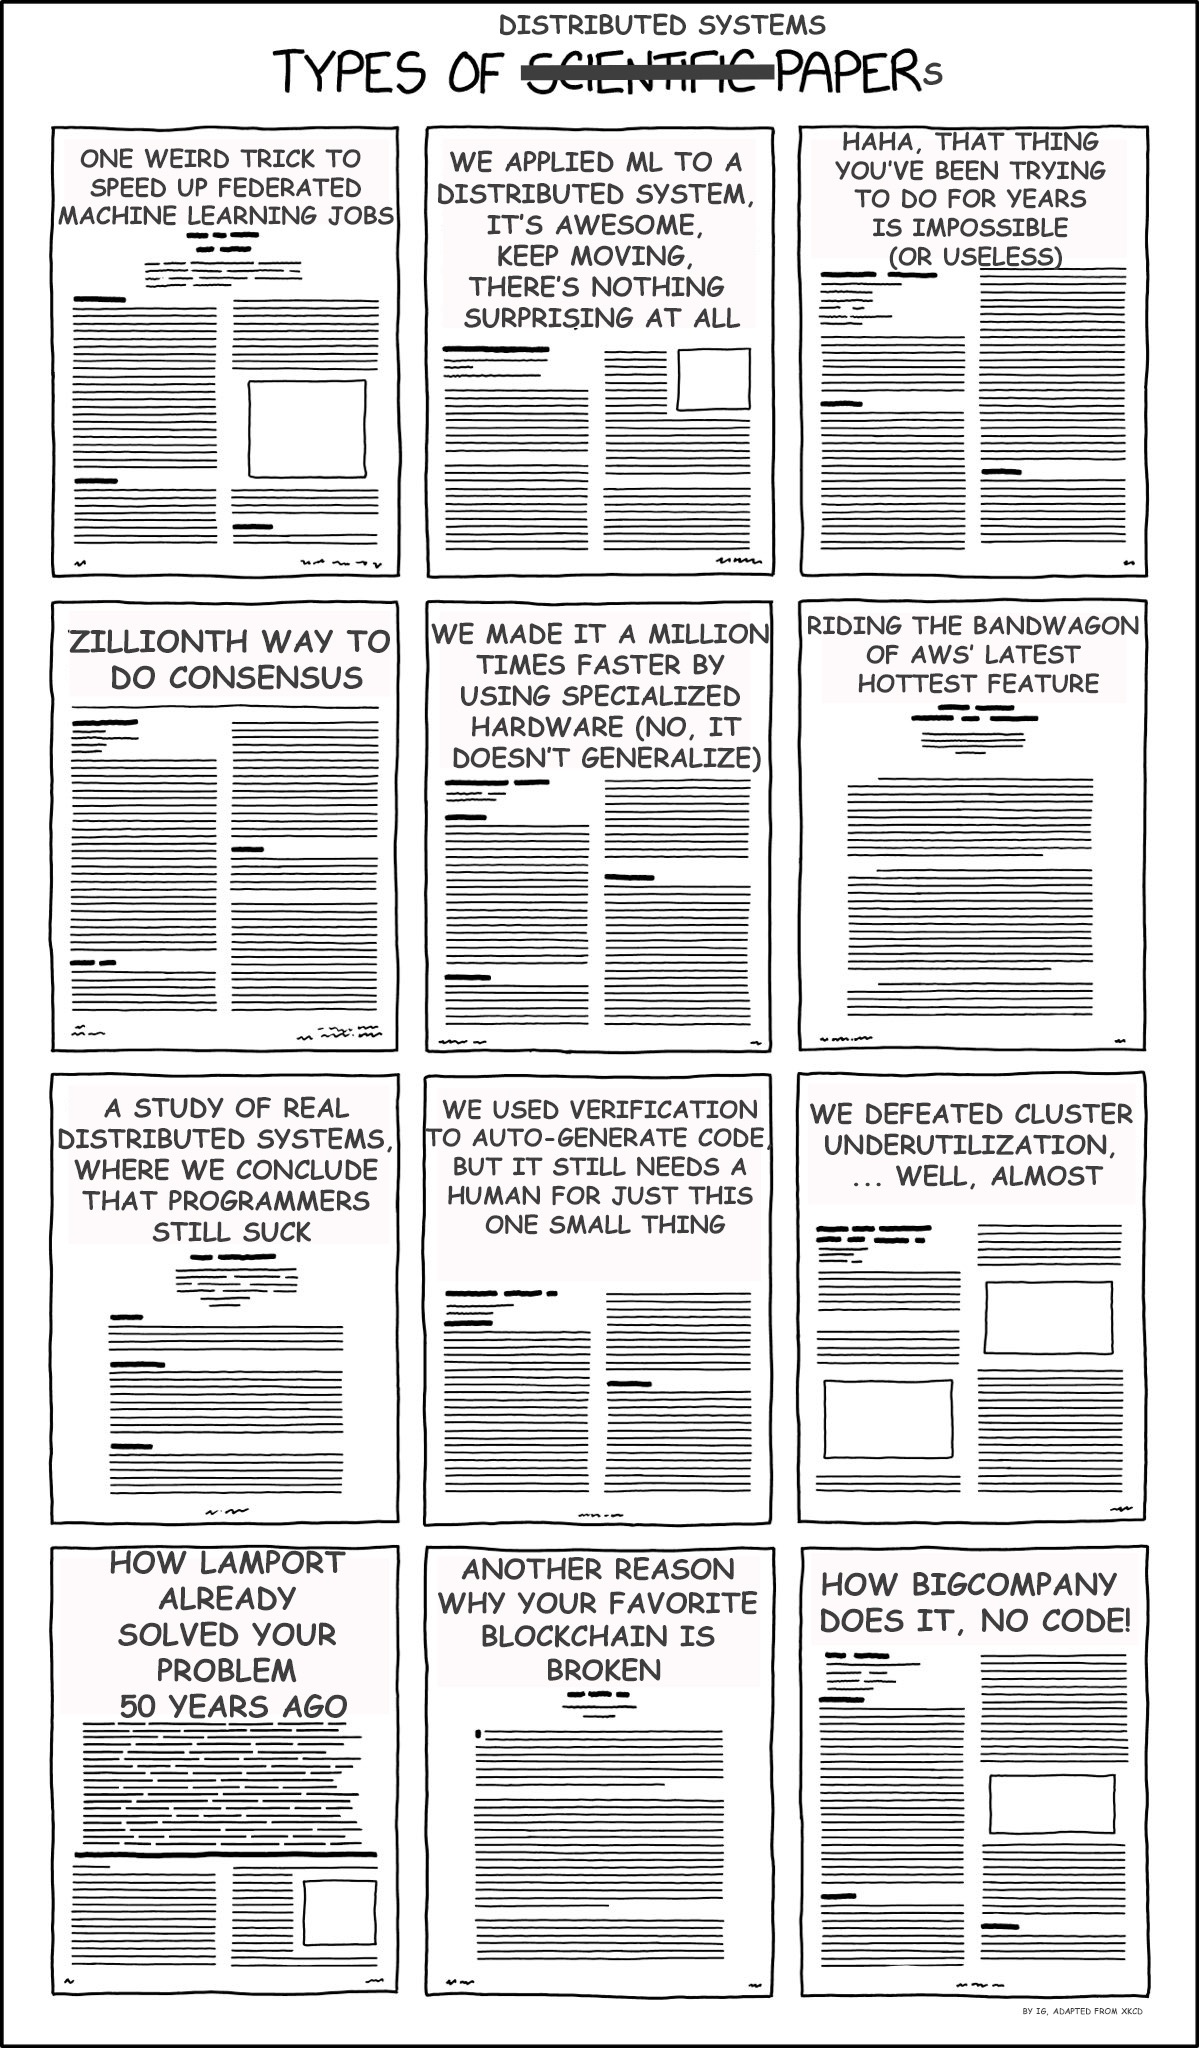 DISTRIBUTED SYSTEMS
TYPES OF SCIENTIFIC PAPERS
ONE WEIRD TRICK TO
SPEED UP FEDERATED
MACHINE LEARNING JOBS
WE APPLIED ML TO A
DISTRIBUTED SYSTEM,
IT'S AWESOME,
KEEP MOVING,
THERE'S NOTHING
SURPRISING AT ALL
HAHA, THAT THING
YOU'VE BEEN TRYING
TO DO FOR YEARS
IS IMPOSSIBLE
(OR USELESS)
ZILLIONTH WAY TO
DO CONSENSUS
WE MADE IT A MILLION
TIMES FASTER BY
USING SPECIALIZED
HARDWARE (NO, IT
DOESN'T GENERALIZE)
RIDING THE BANDWAGON
OF AWS' LATEST
HOTTEST FEATURE
A STUDY OF REAL
DISTRIBUTED SYSTEMS,
WHERE WE CONCLUDE
THAT PROGRAMMERS
STILL SUCK
WE USED VERIFICATION
TO AUTO-GENERATE CODE,
BUT IT STILL NEEDS A
HUMAN FOR JUST THIS
ONE SMALL THING
WE DEFEATED CLUSTER
UNDERUTILIZATION,
... WELL, ALMOST
HOW LAMPORT
ALREADY
SOLVED YOUR
PROBLEM
50 YEARS AGO
ANOTHER REASON
WHY YOUR FAVORITE
BLOCKCHAIN IS
BROKEN
HOW BIGCOMPANY
DOES IT, NO CODE!
BY IG, ADAPTED FROM XKCD